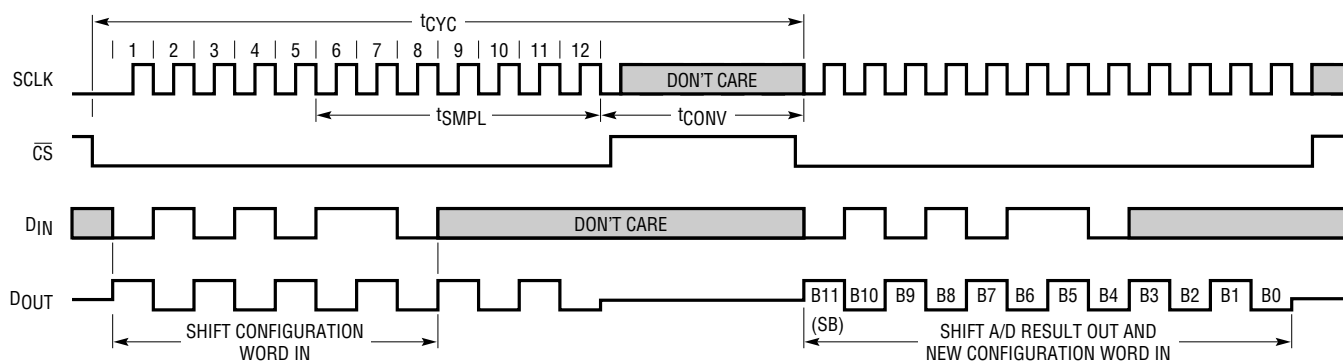 tCYC
1 2 3 4 5 6 7 8 9 10 11 12
SCLK
DON'T CARE
tSMPL
tCONV
CS
DIN
DON'T CARE
DOUT
B11 B10 B9 B8 B7 B6 B5 B4 B3 B2 B1 B0
(SB)
SHIFT CONFIGURATION
WORD IN
SHIFT A/D RESULT OUT AND
NEW CONFIGURATION WORD IN